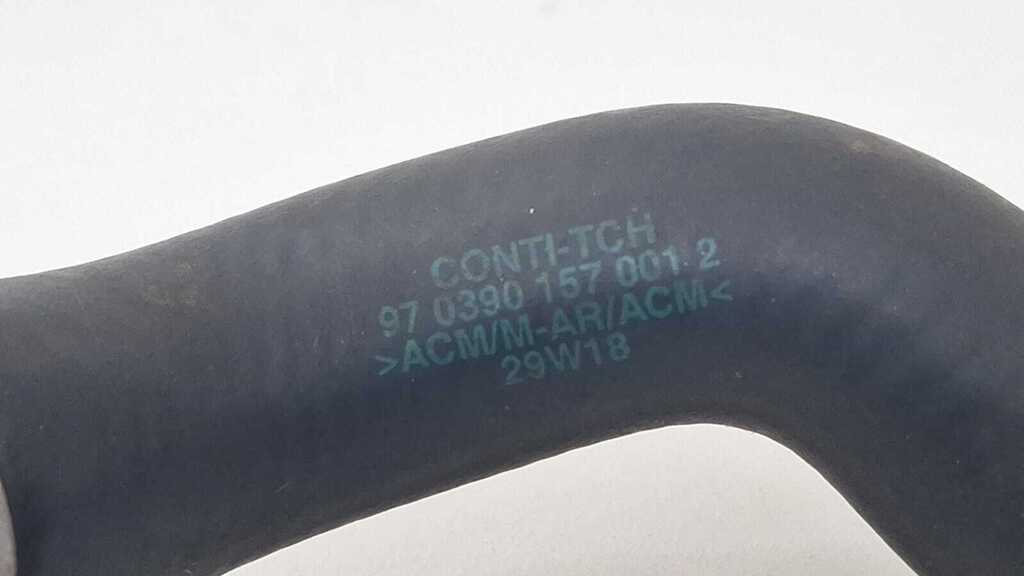 CONTI-TCH
97 0390 157 001 2
>ACM/M-AR/ACM<
29W18